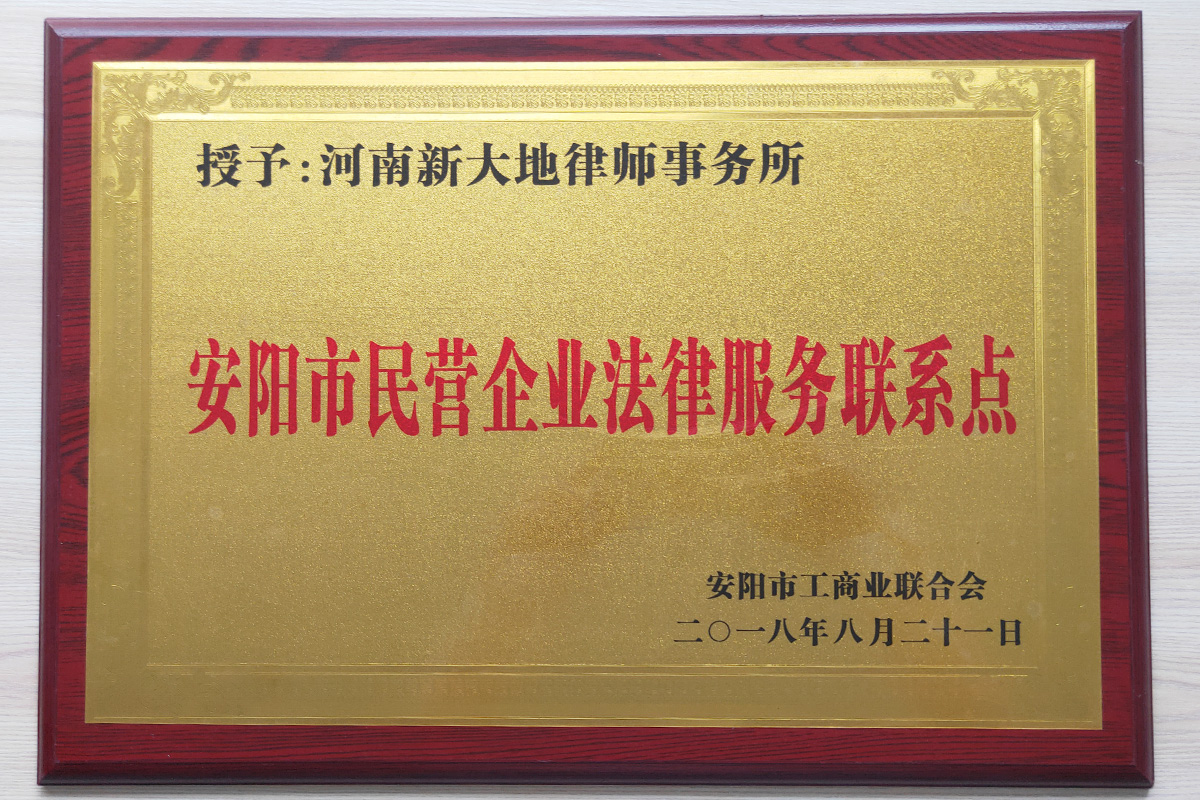 授予:河南新大地律师事务所
安阳市民营企业法律服务联系点
安阳市工商业联合会
二〇一八年八月二十一日